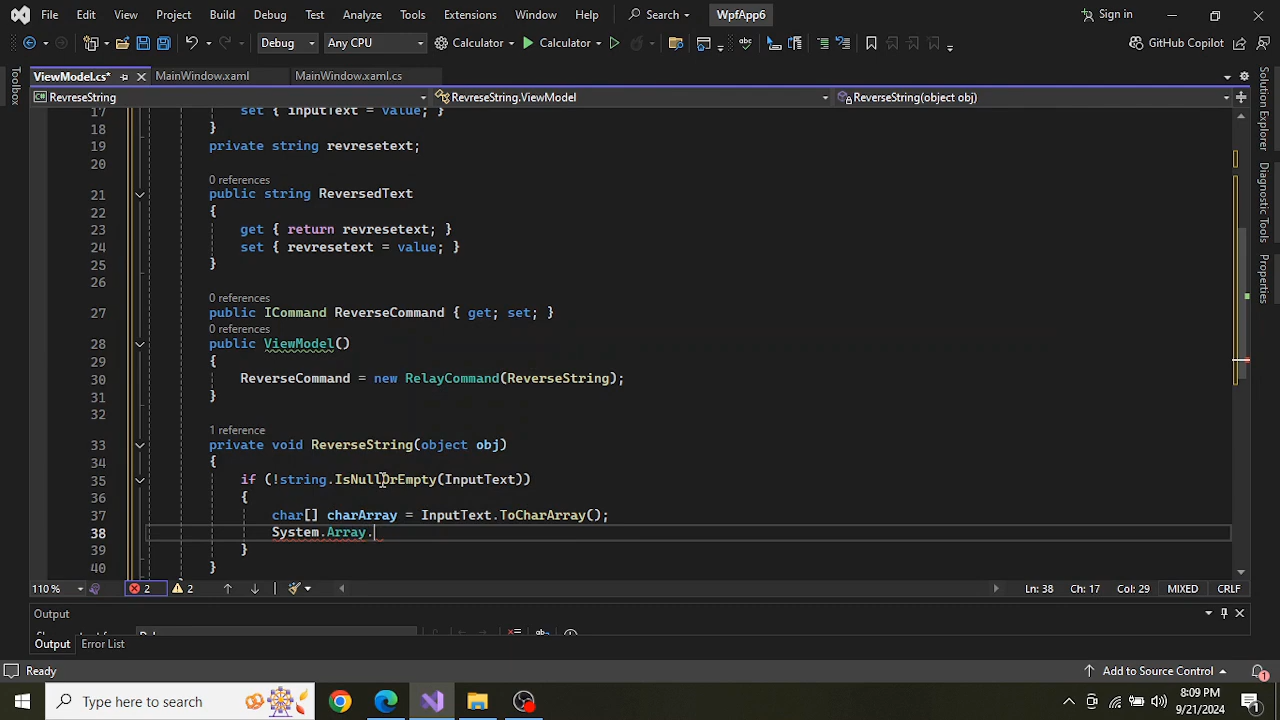 File Edit View Git Project Build Debug Test Analyze Tools Extensions Window Help Search WpfApp6 Sign in
Debug Any CPU Calculator Calculator GitHub Copilot
ViewModel.cs* MainWindow.xaml MainWindow.xaml.cs
RevreseString RevreseString.ViewModel ReverseString(object obj)
17 set { inputText = value; }
18 }
19 private string revresetext;
20
0 references
21 public string ReversedText
22 {
23 get { return revresetext; }
24 set { revresetext = value; }
25 }
26
0 references
27 public ICommand ReverseCommand { get; set; }
0 references
28 public ViewModel()
29 {
30 ReverseCommand = new RelayCommand(ReverseString);
31 }
32
1 reference
33 private void ReverseString(object obj)
34 {
35 if (!string.IsNullOrEmpty(InputText))
36 {
37 char[] charArray = InputText.ToCharArray();
38 System.Array.
39 }
40 }
110 % 2 2 Ln: 38 Ch: 17 Col: 29 MIXED CRLF
Output
Output Error List
Ready Add to Source Control
Type here to search 8:09 PM
9/21/2024
Toolbox
Solution Explorer
Diagnostic Tools
Properties